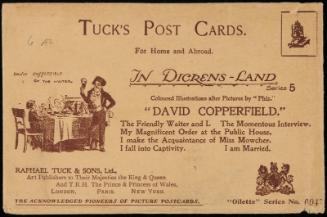 TUCK'S POST CARDS.
For Home and Abroad.
IN DICKENS-LAND
Series 5
Coloured Illustrations after Pictures by "Phiz."
"DAVID COPPERFIELD."
The Friendly Waiter and I. The Momentous Interview.
My Magnificent Order at the Public House.
I make the Acquaintance of Miss Mowcher.
I fall into Captivity. I am Married.
RAPHAEL TUCK & SONS, Ltd.,
Art Publishers to Their Majesties the King & Queen
And T.R.H. The Prince & Princess of Wales,
LONDON, PARIS. NEW YORK.
THE ACKNOWLEDGED PIONEERS OF PICTURE POSTCARDS.
"Oilette" Series No.